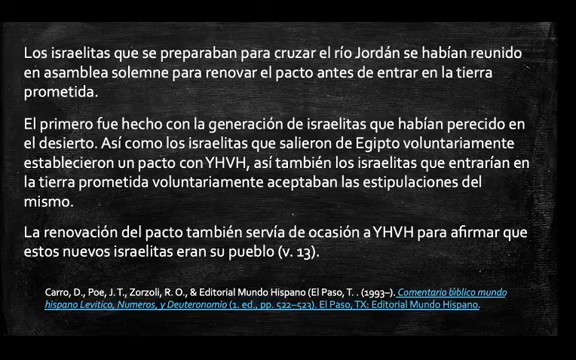 Los israelitas que se preparaban para cruzar el río Jordán se habían reunido
en asamblea solemne para renovar el pacto antes de entrar en la tierra
prometida.
El primero fue hecho con la generación de israelitas que habían perecido en
el desierto. Así como los israelitas que salieron de Egipto voluntariamente
establecieron un pacto con YHVH, así también los israelitas que entrarían en
la tierra prometida voluntariamente aceptaban las estipulaciones del
mismo.
La renovación del pacto también servía de ocasión a YHVH para afirmar que
estos nuevos israelitas eran su pueblo (v. 13).
Carro, D., Poe, J. T., Zorzoli, R. O., & Editorial Mundo Hispano (El Paso, T. . (1993–). Comentario bíblico mundo
hispano Levitico, Numeros, y Deuteronomio (1. ed., pp. 522–523). El Paso, TX: Editorial Mundo Hispano.